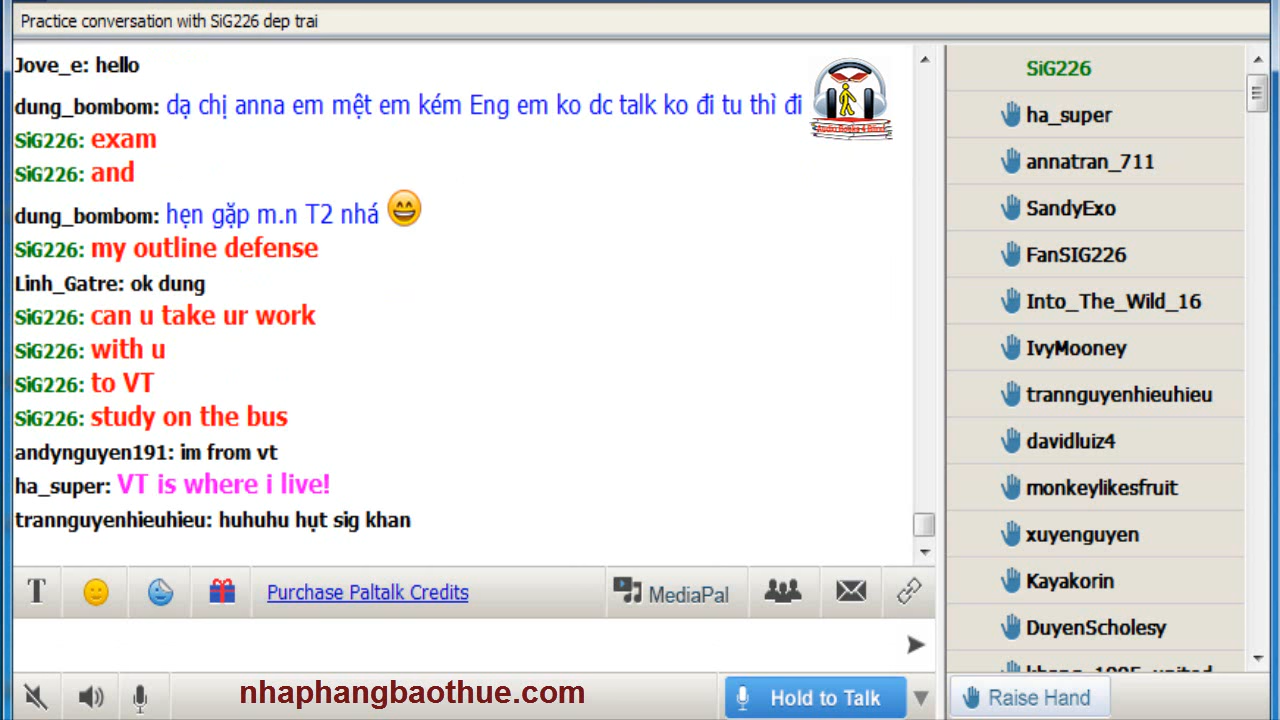 Practice conversation with SiG226 dep trai
Jove_e: hello
dung_bombom: dạ chị anna em mệt em kém Eng em ko dc talk ko đi tu thì đi
SiG226: exam
SiG226: and
dung_bombom: hẹn gặp m.n T2 nhá
SiG226: my outline defense
Linh_Gatre: ok dung
SiG226: can u take ur work
SiG226: with u
SiG226: to VT
SiG226: study on the bus
andynguyen191: im from vt
ha_super: VT is where i live!
trannguyenhieuhieu: huhuhu hụt sig khan
T
Purchase Paltalk Credits
MediaPal
nhaphangbaothue.com
Hold to Talk
SiG226
ha_super
annatran_711
SandyExo
FanSIG226
Into_The_Wild_16
IvyMooney
trannguyenhieuhieu
davidluiz4
monkeylikesfruit
xuyenguyen
Kayakorin
DuyenScholesy
Raise Hand